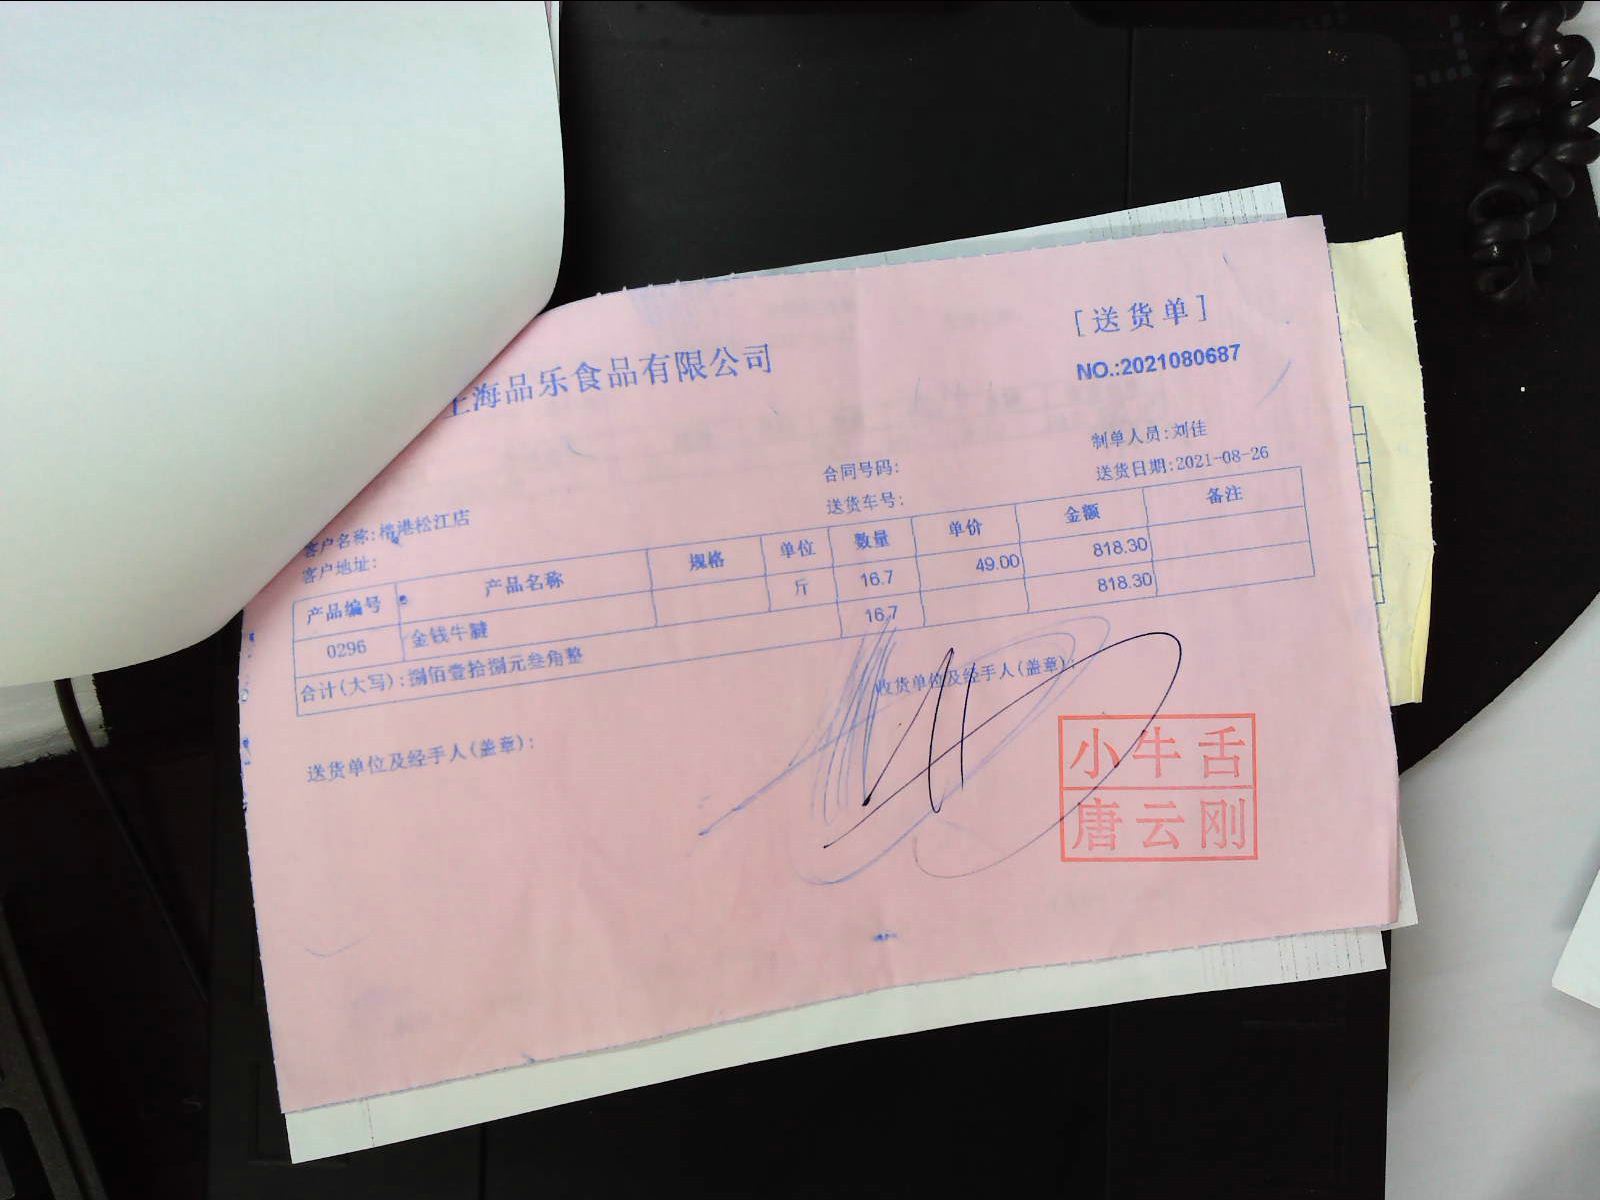 上海品乐食品有限公司
[送货单]
NO.:2021080687
制单人员:刘佳
合同号码:
送货日期:2021-08-26
客户名称:楷港松江店
送货车号:
客户地址:
产品编号 产品名称 规格 单位 数量 单价 金额 备注
0296 金钱牛腱 斤 16.7 49.00 818.30
合计(大写):捌佰壹拾捌元叁角整 16.7 818.30
送货单位及经手人(盖章):
收货单位及经手人(盖章):
小牛舌
唐云刚